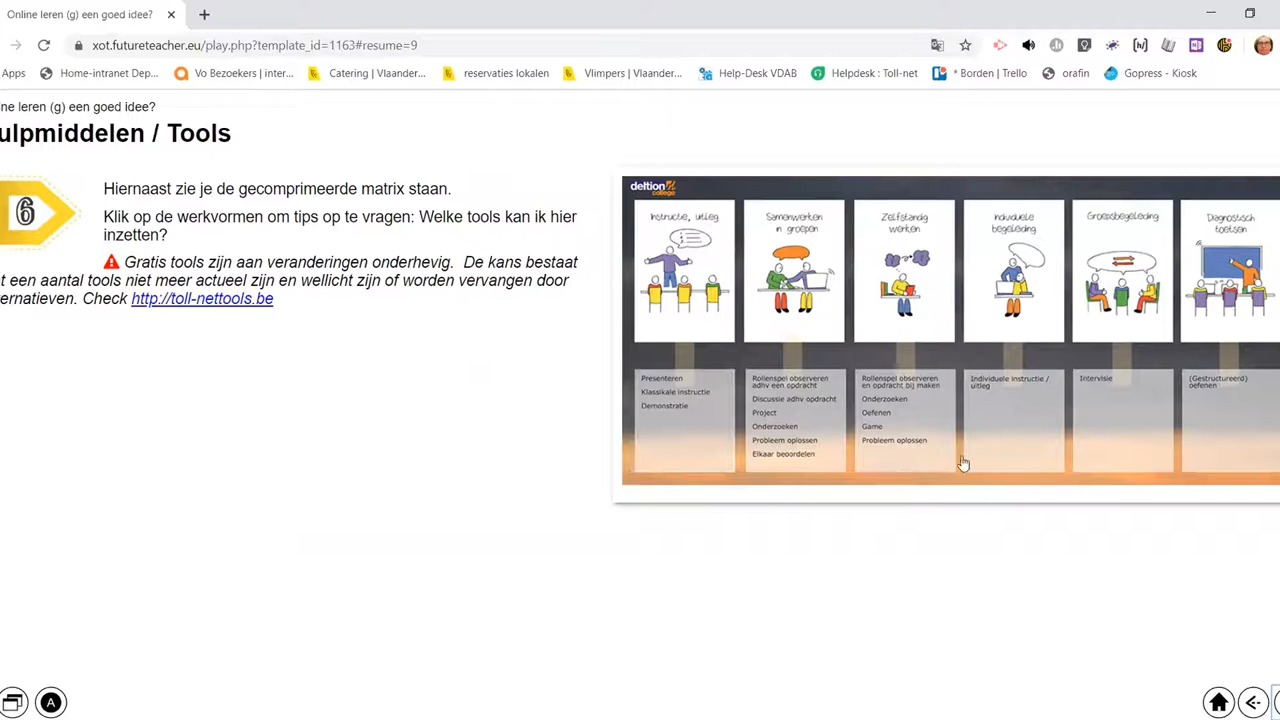 Online leren (g) een goed idee?
xot.futureteacher.eu/play.php?template_id=1163#resume=9
Apps Home-intranet Dep... Vo Bezoekers | inter... Catering | Vlaander... reservaties lokalen Vlimpers | Vlaander... Help-Desk VDAB Helpdesk : Toll-net * Borden | Trello orafin Gopress - Kiosk
ne leren (g) een goed idee?
ulpmiddelen / Tools
6
Hiernaast zie je de gecomprimeerde matrix staan.
Klik op de werkvormen om tips op te vragen: Welke tools kan ik hier
inzetten?
Gratis tools zijn aan veranderingen onderhevig. De kans bestaat
t een aantal tools niet meer actueel zijn en wellicht zijn of worden vervangen door
ernatieven. Check http://toll-nettools.be
deltion
college
Instructie, uitleg
Samenwerken
in groepen
Zelfstandig
werken
Individuele
begeleiding
Groepsbegeleiding
Diagnostisch
toetsen
Presenteren
Klassikale instructie
Demonstratie
Rollenspel observeren
adhv een opdracht
Discussie adhv opdracht
Project
Onderzoeken
Probleem oplossen
Elkaar beoordelen
Rollenspel observeren
en opdracht bij maken
Onderzoeken
Oefenen
Game
Probleem oplossen
Individuele instructie /
uitleg
Intervisie
(Gestructureerd)
oefenen
A